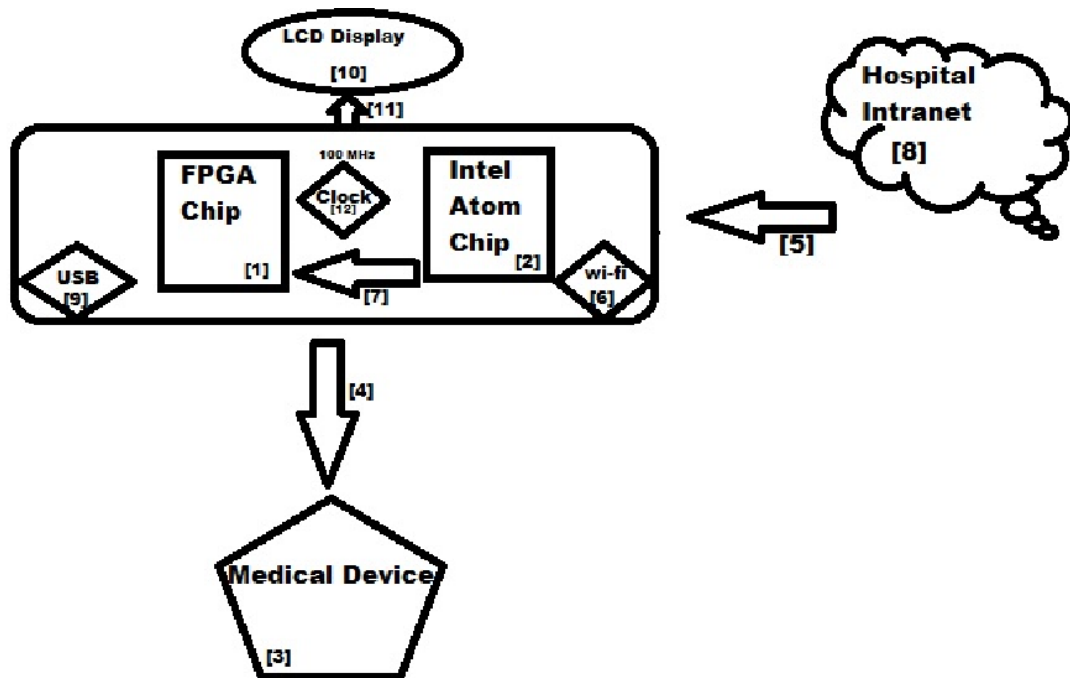 LCD Display
[10]
[11]
Hospital
Intranet
[8]
100 MHz
FPGA
Chip
[1]
Clock
[12]
Intel
Atom
Chip
[2]
[5]
USB
[9]
[7]
wi-fi
[6]
[4]
Medical Device
[3]